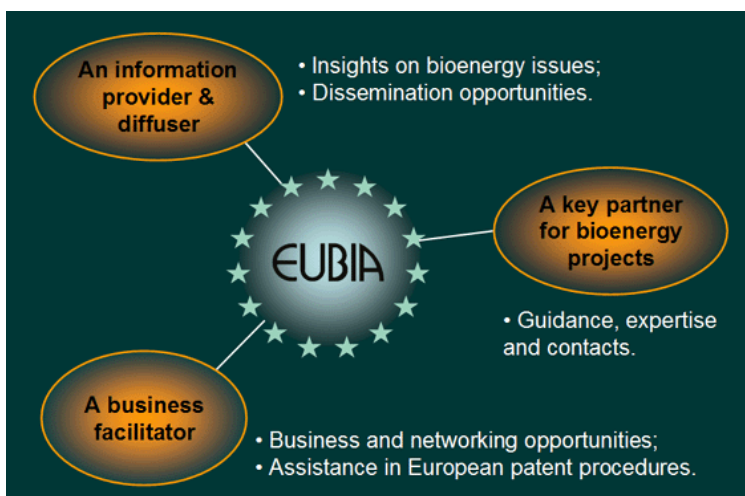 An information
provider &
diffuser
• Insights on bioenergy issues;
• Dissemination opportunities.
EUBIA
A key partner
for bioenergy
projects
• Guidance, expertise
and contacts.
A business
facilitator
• Business and networking opportunities;
• Assistance in European patent procedures.